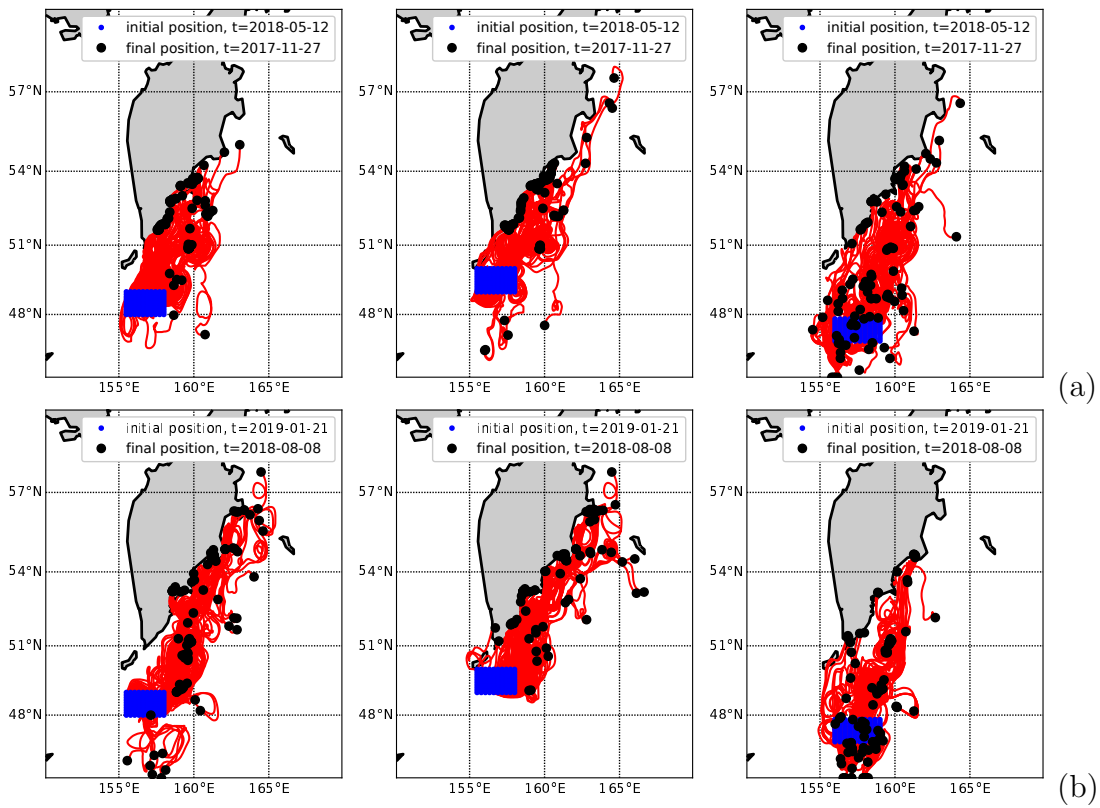 initial position, t=2018-05-12
final position, t=2017-11-27
57°N
54°N
51°N
48°N
155°E
160°E
165°E
initial position, t=2018-05-12
final position, t=2017-11-27
57°N
54°N
51°N
48°N
155°E
160°E
165°E
initial position, t=2018-05-12
final position, t=2017-11-27
57°N
54°N
51°N
48°N
155°E
160°E
165°E
(a)
initial position, t=2019-01-21
final position, t=2018-08-08
57°N
54°N
51°N
48°N
155°E
160°E
165°E
initial position, t=2019-01-21
final position, t=2018-08-08
57°N
54°N
51°N
48°N
155°E
160°E
165°E
initial position, t=2019-01-21
final position, t=2018-08-08
57°N
54°N
51°N
48°N
155°E
160°E
165°E
(b)